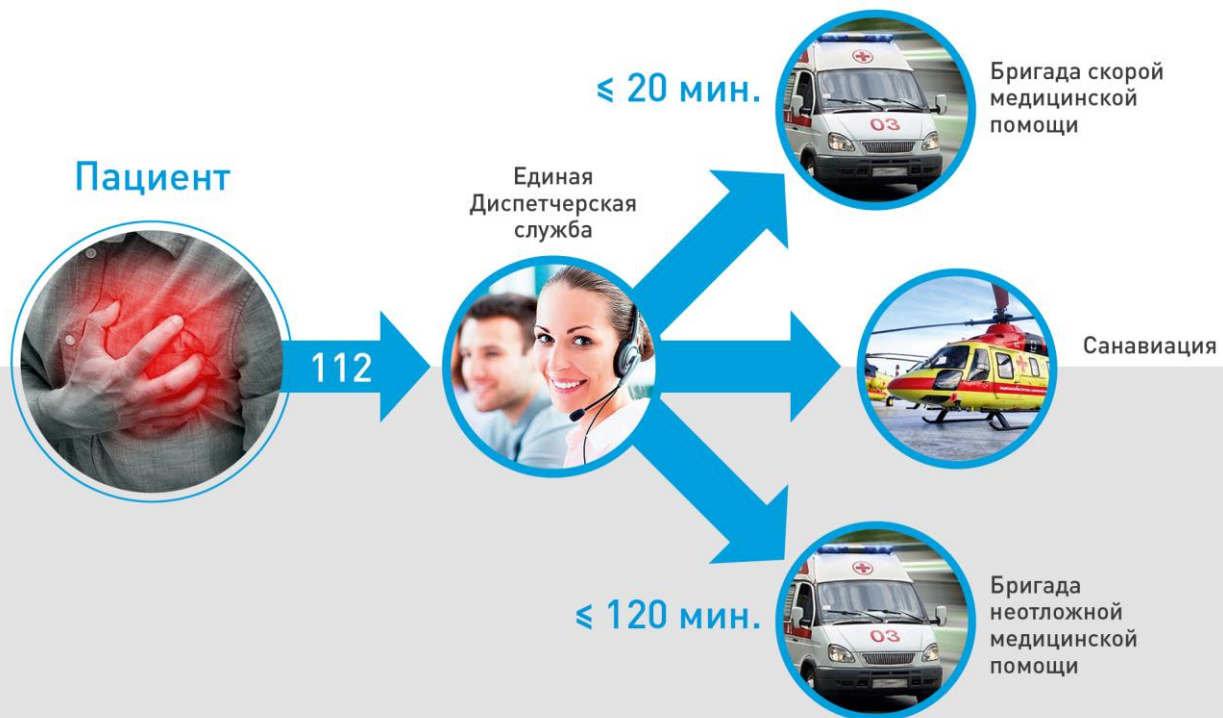 Пациент
112
Единая
Диспетчерская
служба
≤ 20 мин.
03
Бригада скорой
медицинской
помощи
Санавиация
≤ 120 мин.
03
Бригада
неотложной
медицинской
помощи